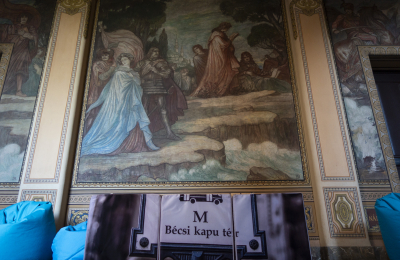 M
Bécsi kapu tér